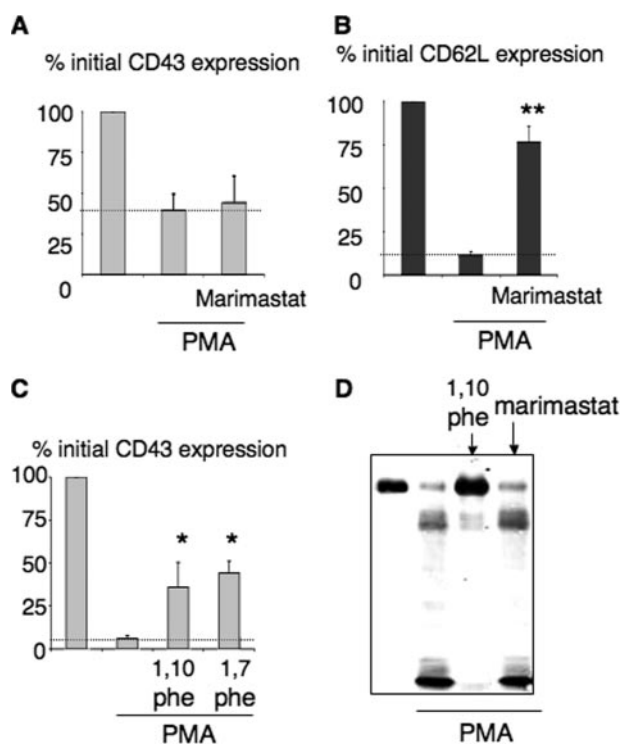 A
% initial CD43 expression
100
75
50
25
0
Marimastat
PMA
B
% initial CD62L expression
100
**
75
50
25
0
Marimastat
PMA
C
% initial CD43 expression
100
75
50
25
0
* *
1,10 1,7
phe phe
PMA
D
1,10
phe marimastat
PMA